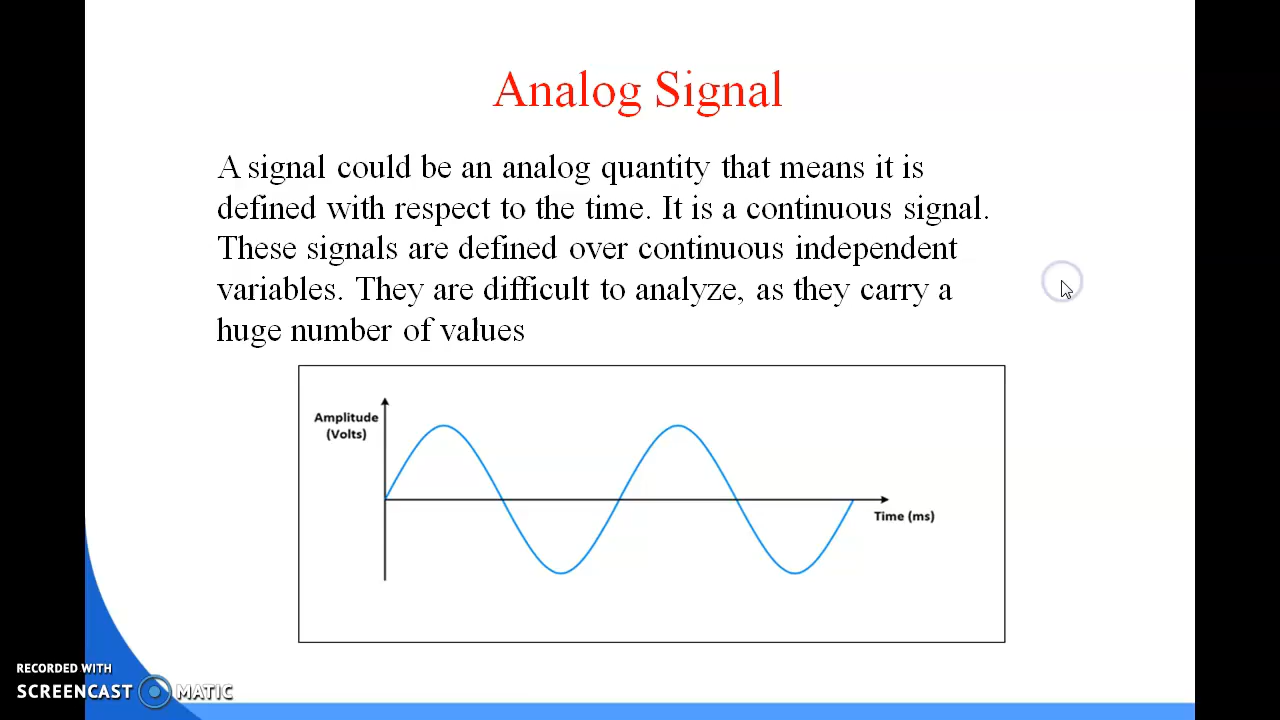 Analog Signal
A signal could be an analog quantity that means it is
defined with respect to the time. It is a continuous signal.
These signals are defined over continuous independent
variables. They are difficult to analyze, as they carry a
huge number of values
Amplitude
(Volts)
Time (ms)
RECORDED WITH
SCREENCAST MATIC